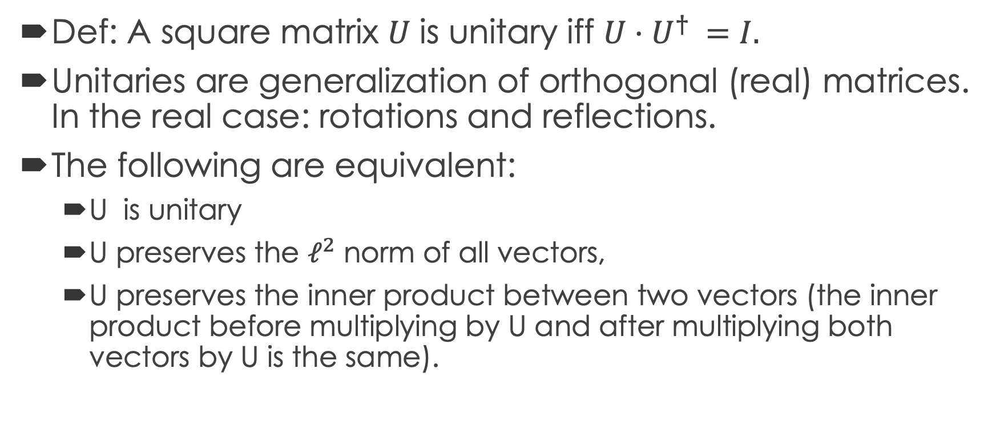 Def: A square matrix U is unitary iff U · U† = I.
Unitaries are generalization of orthogonal (real) matrices.
In the real case: rotations and reflections.
The following are equivalent:
U is unitary
U preserves the ℓ² norm of all vectors,
U preserves the inner product between two vectors (the inner
product before multiplying by U and after multiplying both
vectors by U is the same).